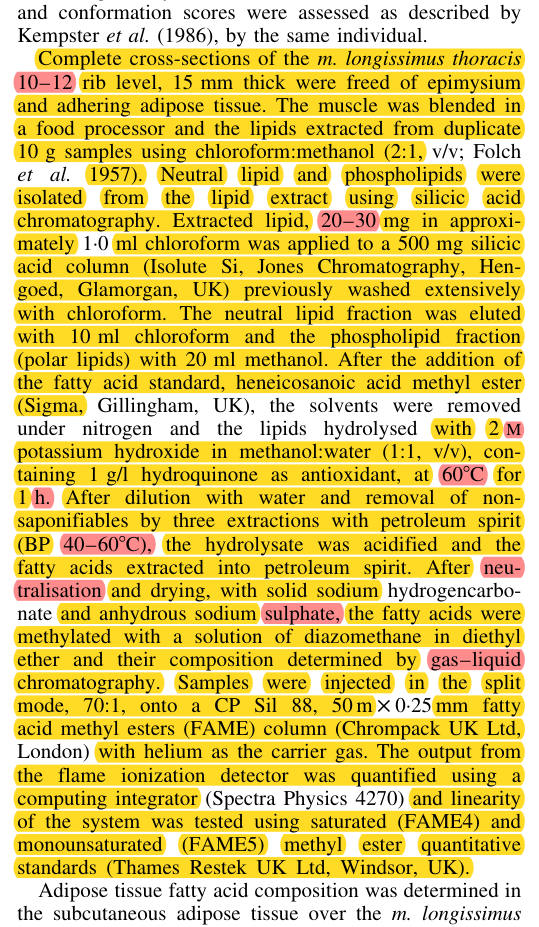 and conformation scores were assessed as described by
Kempster et al. (1986), by the same individual.
Complete cross-sections of the m. longissimus thoracis
10–12 rib level, 15 mm thick were freed of epimysium
and adhering adipose tissue. The muscle was blended in
a food processor and the lipids extracted from duplicate
10 g samples using chloroform:methanol (2:1, v/v; Folch
et al. 1957). Neutral lipid and phospholipids were
isolated from the lipid extract using silicic acid
chromatography. Extracted lipid, 20–30 mg in approxi-
mately 1·0 ml chloroform was applied to a 500 mg silicic
acid column (Isolute Si, Jones Chromatography, Hen-
goed, Glamorgan, UK) previously washed extensively
with chloroform. The neutral lipid fraction was eluted
with 10 ml chloroform and the phospholipid fraction
(polar lipids) with 20 ml methanol. After the addition of
the fatty acid standard, heneicosanoic acid methyl ester
(Sigma, Gillingham, UK), the solvents were removed
under nitrogen and the lipids hydrolysed with 2 M
potassium hydroxide in methanol:water (1:1, v/v), con-
taining 1 g/l hydroquinone as antioxidant, at 60°C for
1 h. After dilution with water and removal of non-
saponifiables by three extractions with petroleum spirit
(BP 40–60°C), the hydrolysate was acidified and the
fatty acids extracted into petroleum spirit. After neu-
tralisation and drying, with solid sodium hydrogencarbo-
nate and anhydrous sodium sulphate, the fatty acids were
methylated with a solution of diazomethane in diethyl
ether and their composition determined by gas–liquid
chromatography. Samples were injected in the split
mode, 70:1, onto a CP Sil 88, 50 m × 0·25 mm fatty
acid methyl esters (FAME) column (Chrompack UK Ltd,
London) with helium as the carrier gas. The output from
the flame ionization detector was quantified using a
computing integrator (Spectra Physics 4270) and linearity
of the system was tested using saturated (FAME4) and
monounsaturated (FAME5) methyl ester quantitative
standards (Thames Restek UK Ltd, Windsor, UK).
Adipose tissue fatty acid composition was determined in
the subcutaneous adipose tissue over the m. longissimus